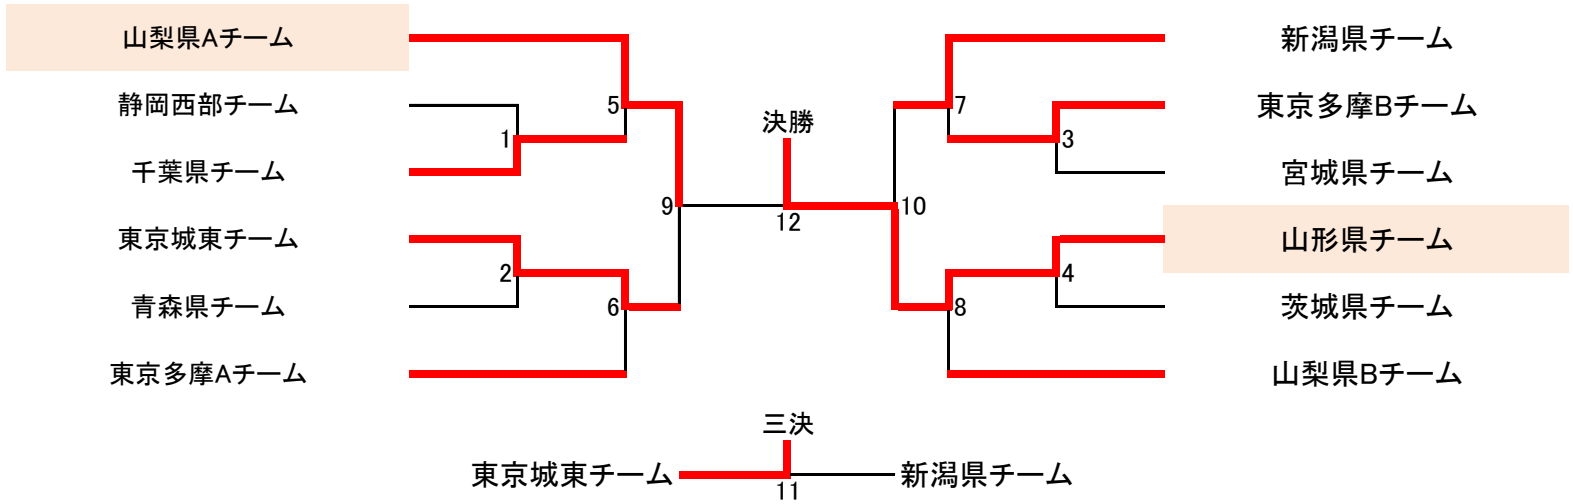 山梨県Aチーム
新潟県チーム
静岡西部チーム
5
7
東京多摩Bチーム
決勝
1
3
千葉県チーム
宮城県チーム
9
12
10
東京城東チーム
山形県チーム
2
4
青森県チーム
6
8
茨城県チーム
東京多摩Aチーム
山梨県Bチーム
三決
東京城東チーム
新潟県チーム
11